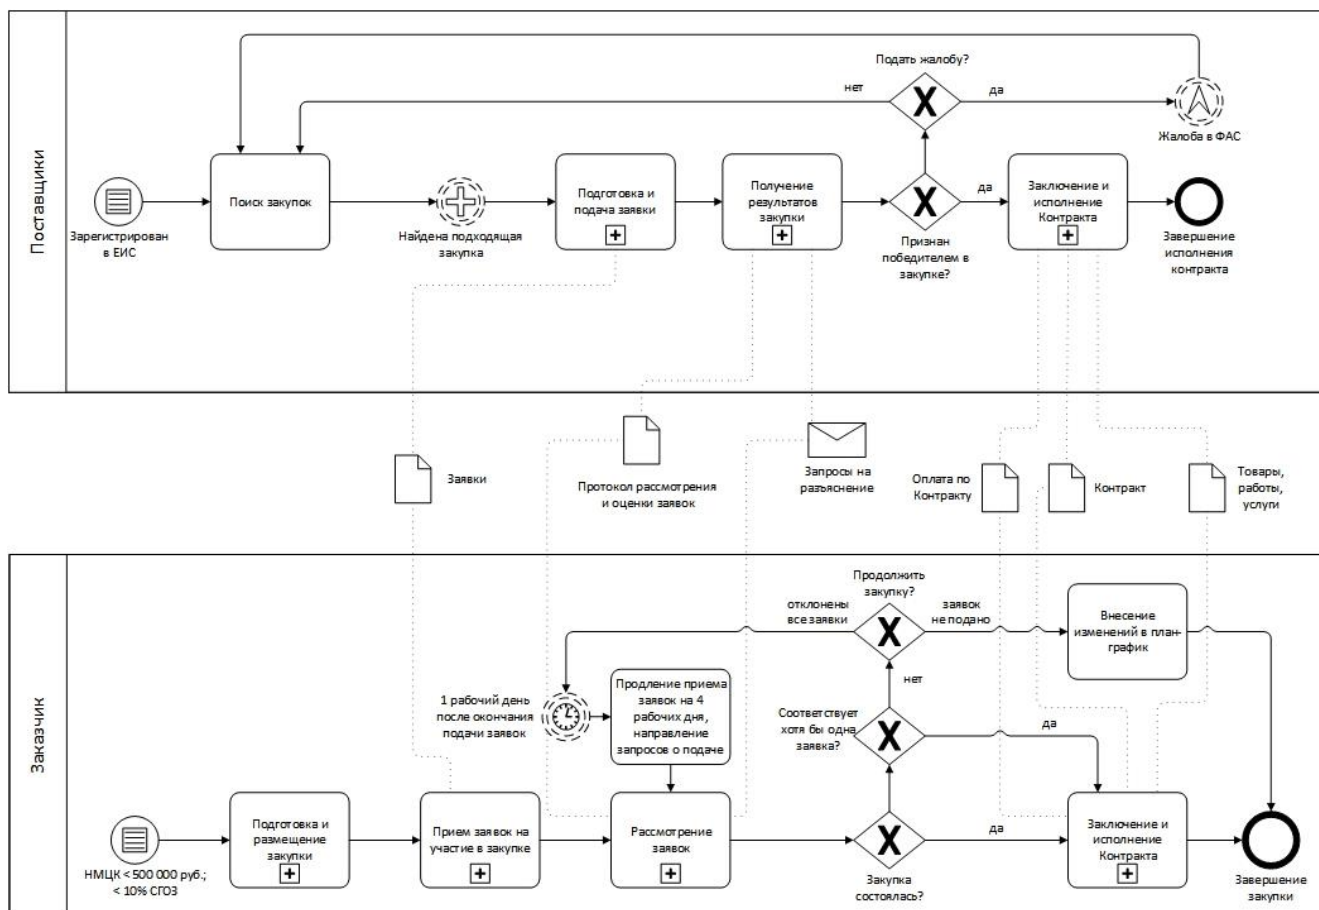 Поставщики
Подать жалобу?
нет
да
Жалоба в ФАС
Зарегистрирован
в ЕИС
Поиск закупок
Найдена подходящая
закупка
Подготовка и
подача заявки
Получение
результатов
закупки
Признан
победителем в
закупке?
да
Заключение и
исполнение
Контракта
Завершение
исполнения
контракта
Заявки
Протокол рассмотрения
и оценки заявок
Запросы на
разъяснение
Оплата по
Контракту
Контракт
Товары,
работы,
услуги
Заказчик
Продолжить
закупку?
отклонены
все заявки
заявок
не подано
Внесение
изменений в план-
график
1 рабочий день
после окончания
подачи заявок
Продление приема
заявок на 4
рабочих дня,
направление
запросов о подаче
нет
Соответствует
хотя бы одна
заявка?
да
НМЦК < 500 000 руб.;
< 10% СГОЗ
Подготовка и
размещение
закупки
Прием заявок на
участие в закупке
Рассмотрение
заявок
Закупка
состоялась?
да
Заключение и
исполнение
Контракта
Завершение
закупки